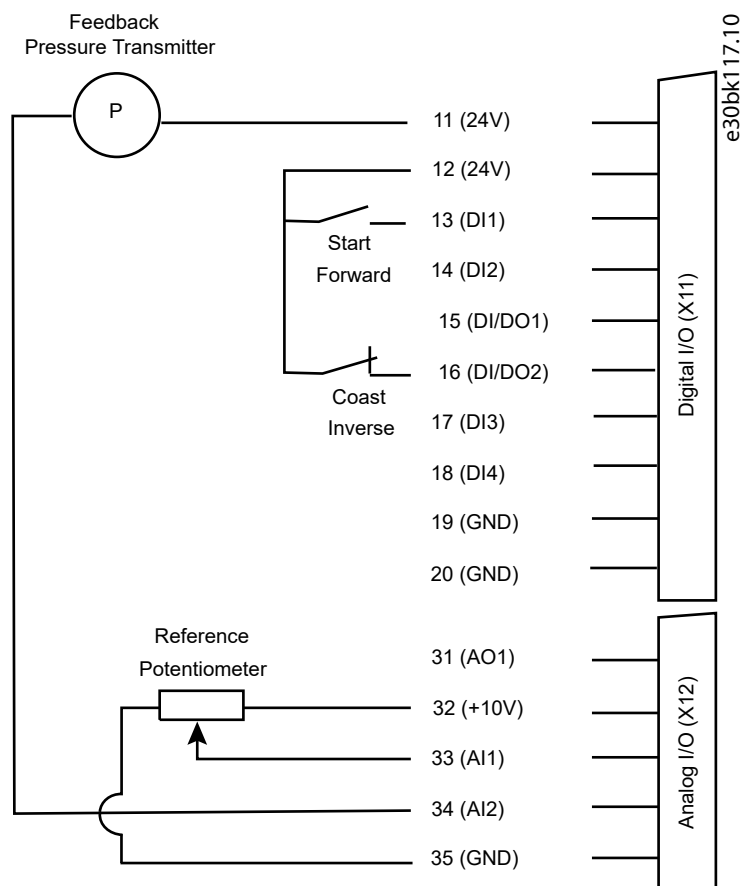 Feedback
Pressure Transmitter
P
e30bk117.10
11 (24V)
12 (24V)
13 (DI1)
Start
Forward
14 (DI2)
15 (DI/DO1)
16 (DI/DO2)
Coast
Inverse
17 (DI3)
18 (DI4)
19 (GND)
20 (GND)
Digital I/O (X11)
Reference
Potentiometer
31 (AO1)
32 (+10V)
33 (AI1)
34 (AI2)
35 (GND)
Analog I/O (X12)